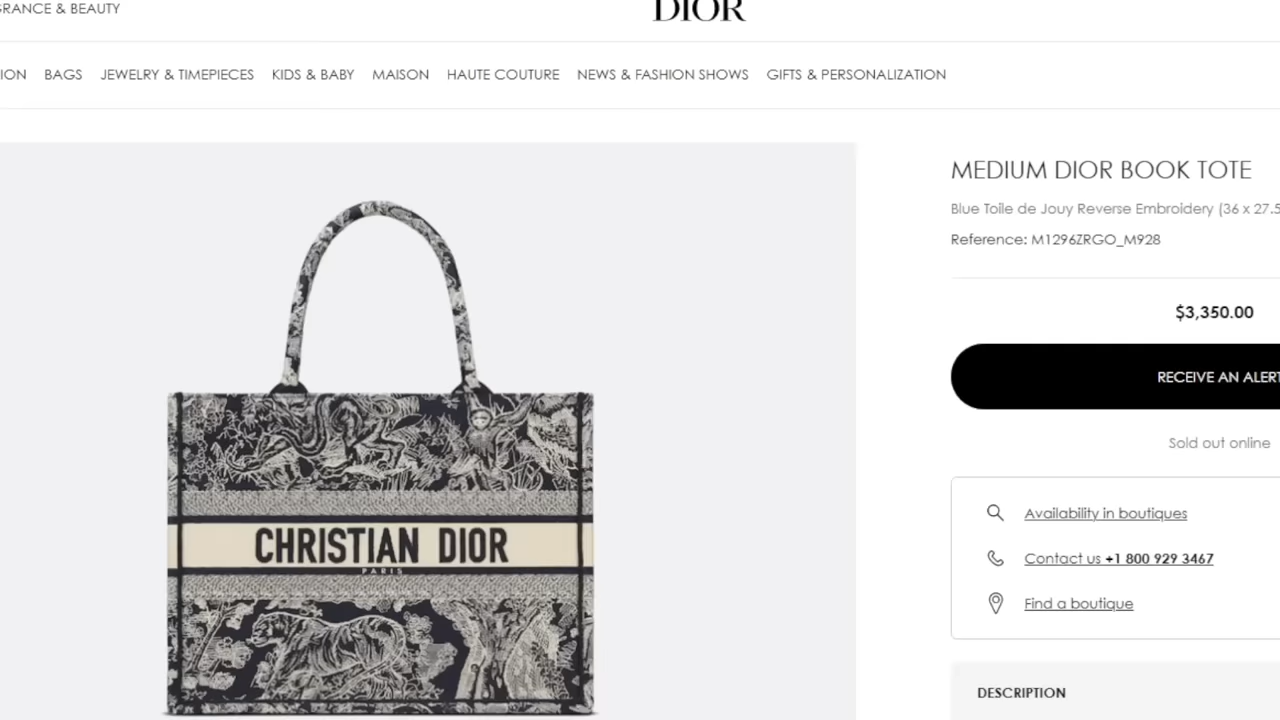 GRANCE & BEAUTY
DIOR
ION BAGS JEWELRY & TIMEPIECES KIDS & BABY MAISON HAUTE COUTURE NEWS & FASHION SHOWS GIFTS & PERSONALIZATION
MEDIUM DIOR BOOK TOTE
Blue Toile de Jouy Reverse Embroidery (36 x 27.5
Reference: M1296ZRGO_M928
$3,350.00
RECEIVE AN ALERT
Sold out online
Availability in boutiques
Contact us +1 800 929 3467
Find a boutique
DESCRIPTION
CHRISTIAN DIOR
PARIS